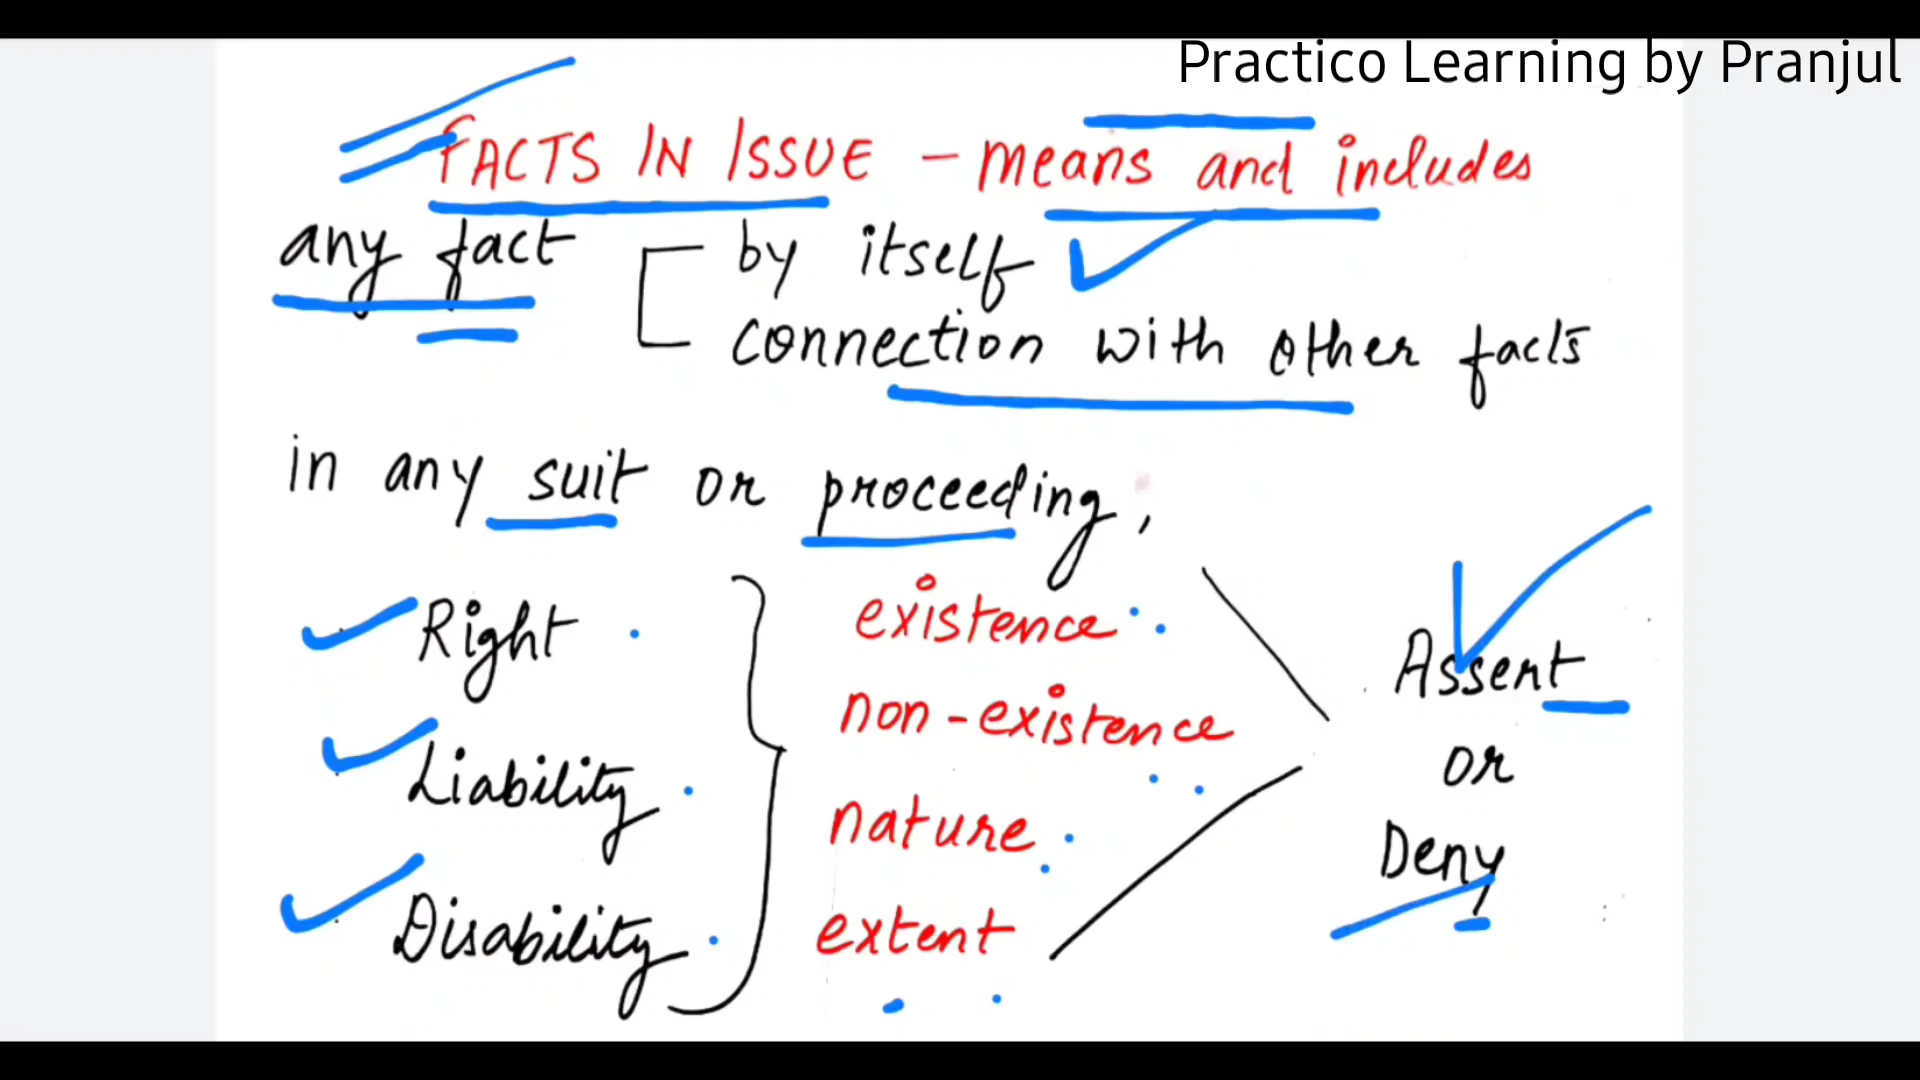 Practico Learning by Pranjul
FACTS IN ISSUE - means and includes
any fact by itself
connection with other facts
in any suit or proceeding,
Right existence
non-existence
Liability nature
Disability extent
Assert
or
Deny